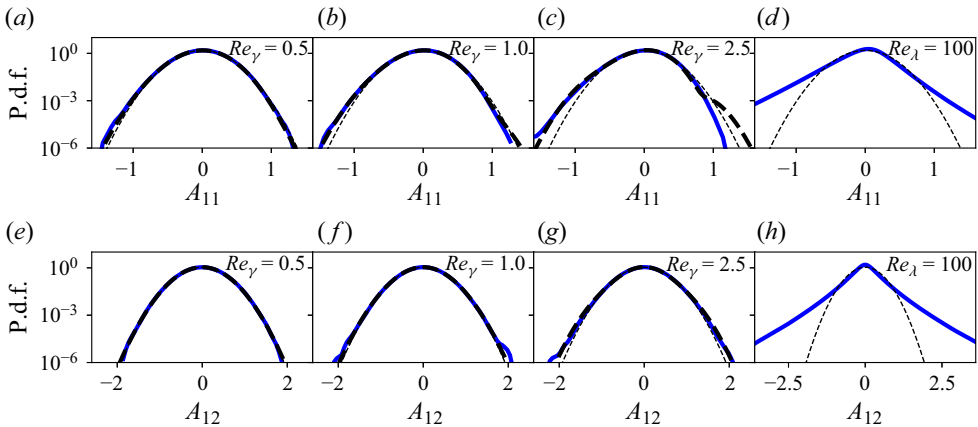 (a) (b) (c) (d)
Re_γ = 0.5 Re_γ = 1.0 Re_γ = 2.5 Re_λ = 100
10^0
10^−3
10^−6
P.d.f.
−1 0 1 −1 0 1 −1 0 1 −1 0 1
A_11 A_11 A_11 A_11
(e) (f) (g) (h)
Re_γ = 0.5 Re_γ = 1.0 Re_γ = 2.5 Re_λ = 100
10^0
10^−3
10^−6
P.d.f.
−2 0 2 −2 0 2 −2 0 2 −2.5 0 2.5
A_12 A_12 A_12 A_12